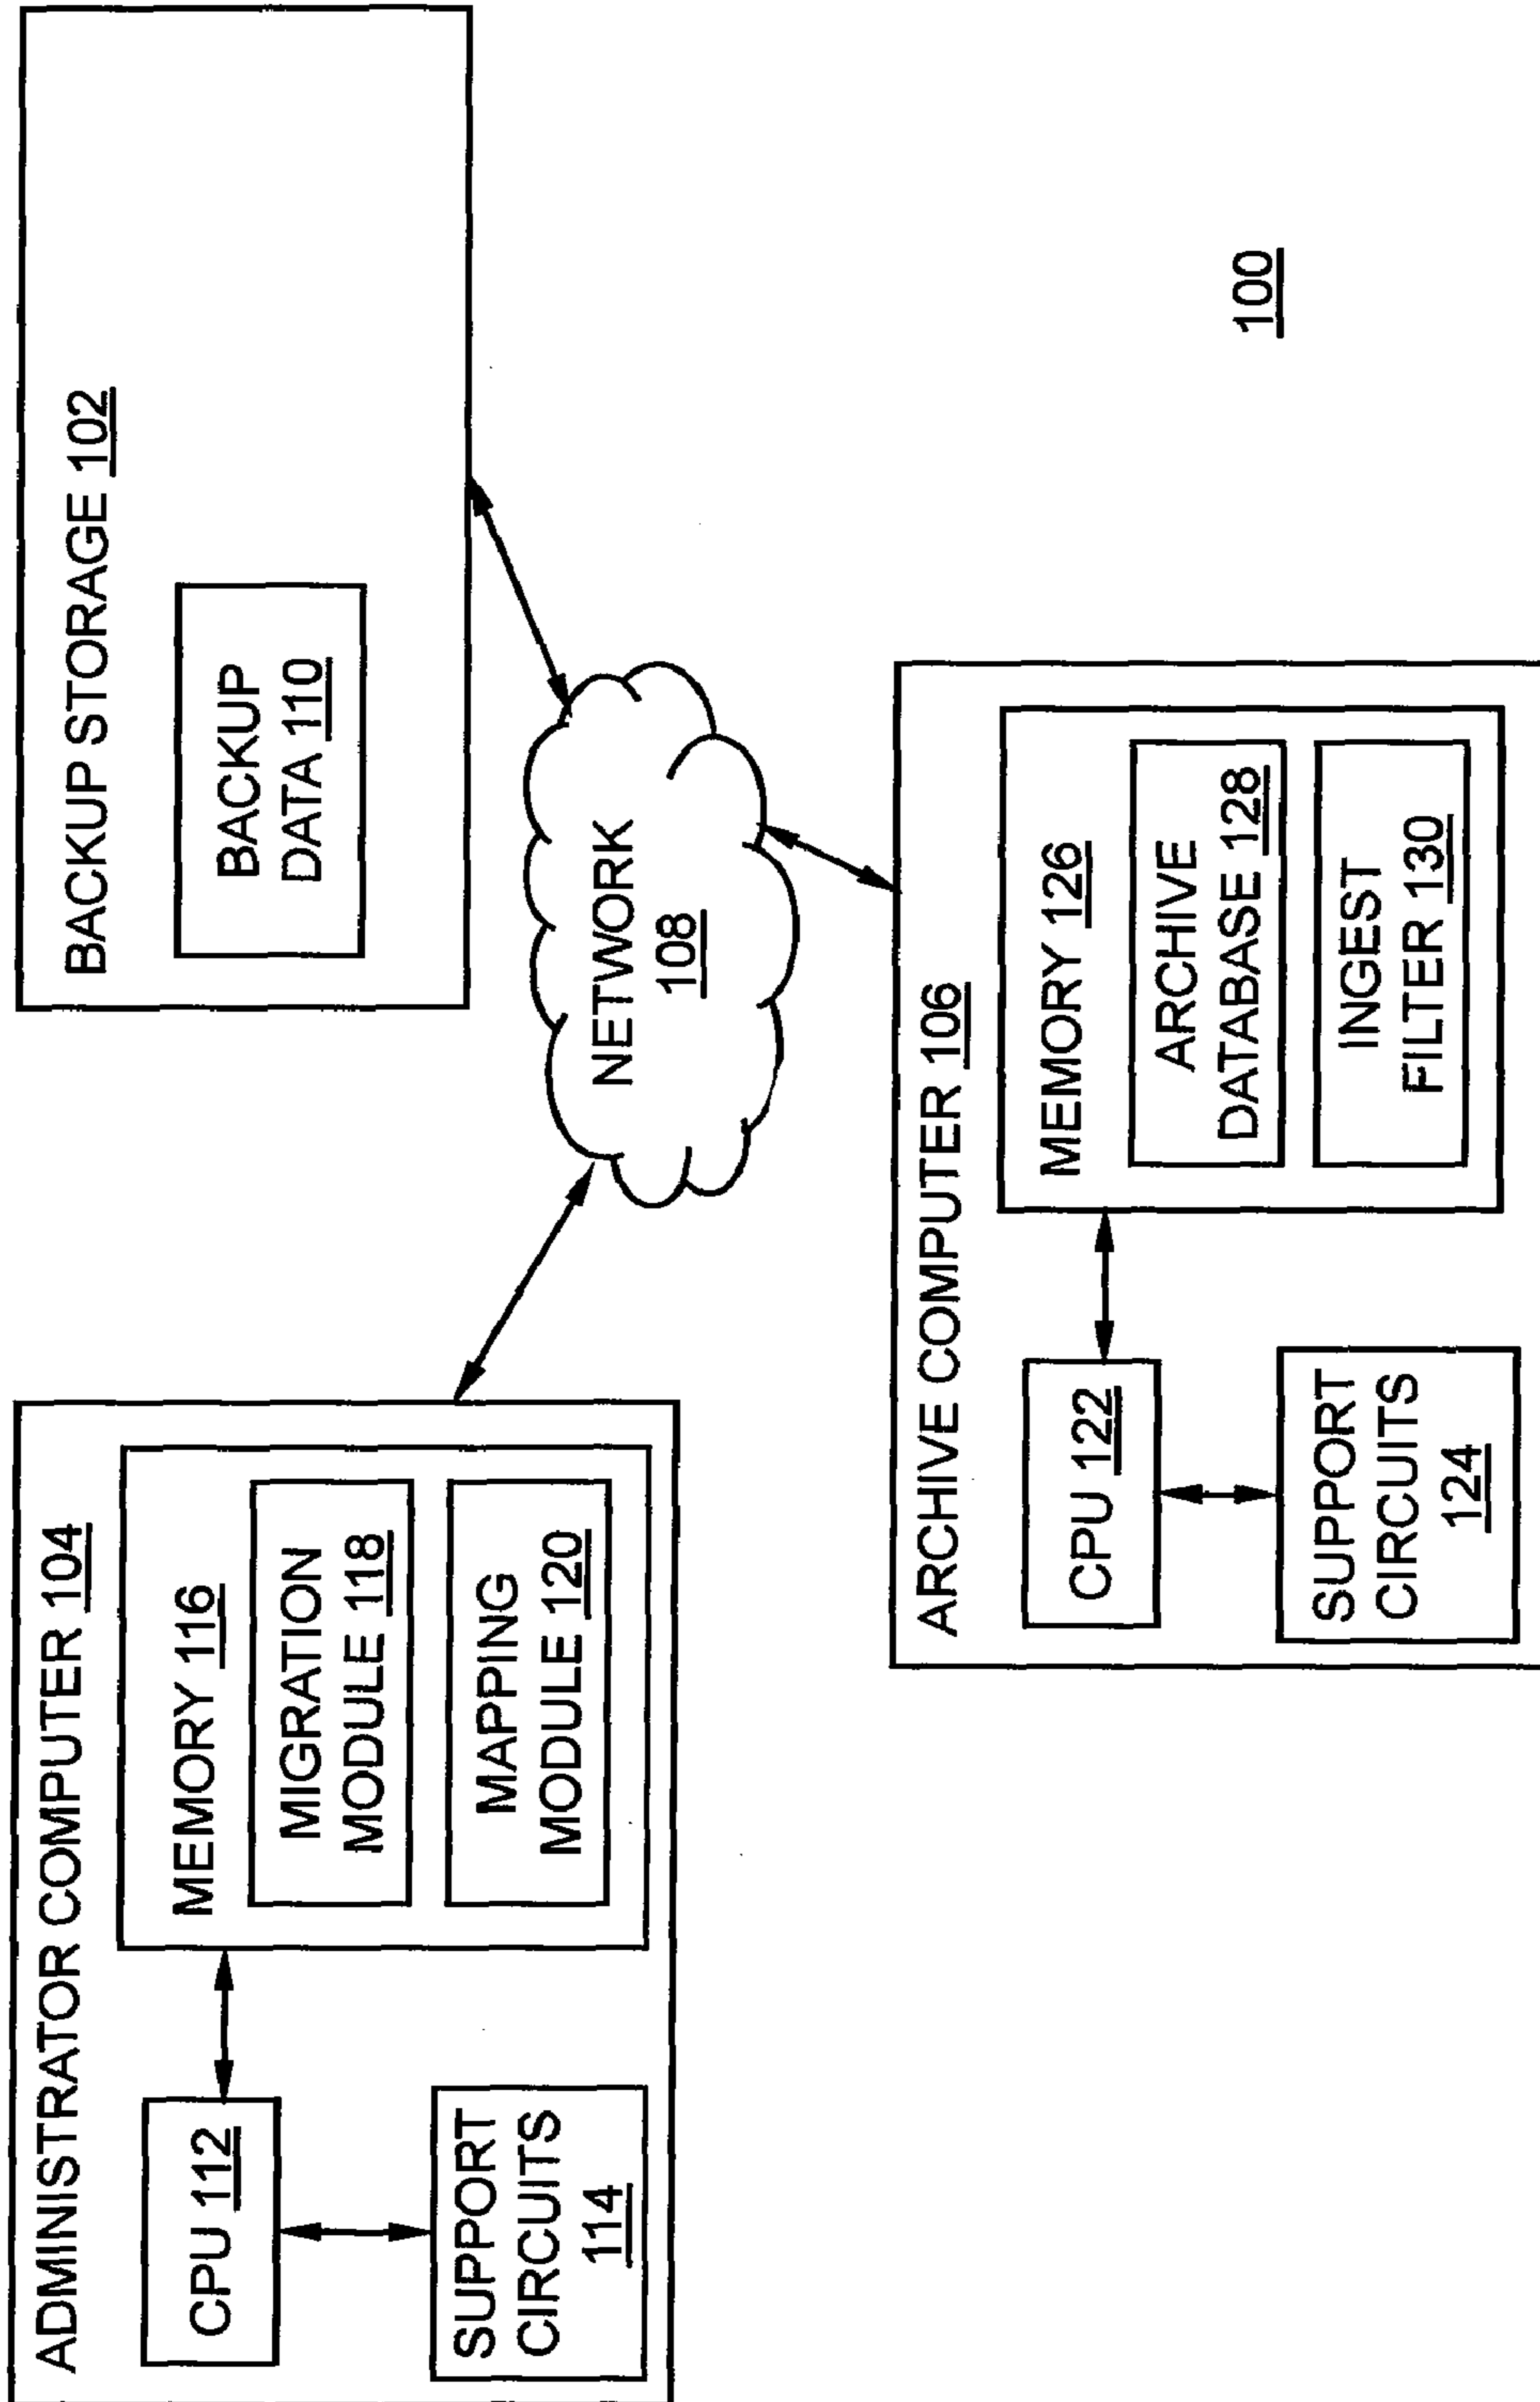 ADMINISTRATOR COMPUTER 104
CPU 112
SUPPORT
CIRCUITS
114
MEMORY 116
MIGRATION
MODULE 118
MAPPING
MODULE 120
BACKUP STORAGE 102
BACKUP
DATA 110
NETWORK
108
ARCHIVE COMPUTER 106
CPU 122
SUPPORT
CIRCUITS
124
MEMORY 126
ARCHIVE
DATABASE 128
INGEST
FILTER 130
100